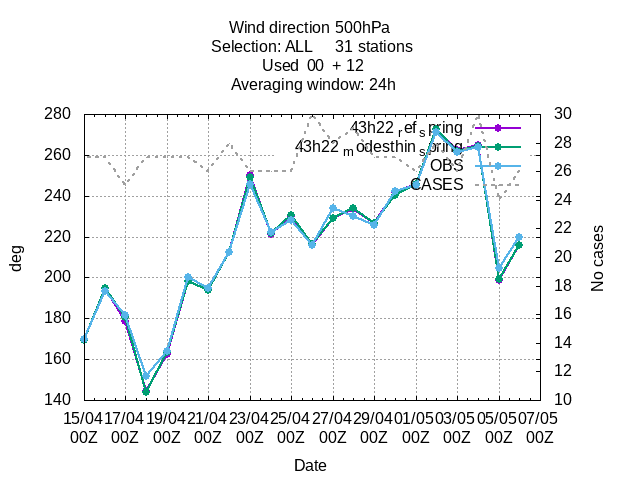 Wind direction 500hPa
Selection: ALL 31 stations
Used 00 + 12
Averaging window: 24h
280 30
43h22 ref spring
43h22 modesthin spring
OBS
CASES
260
240
220
200
180
160
140
28
26
24
22
20
18
16
14
12
10
deg
No cases
15/04 17/04 19/04 21/04 23/04 25/04 27/04 29/04 01/05 03/05 05/05 07/05
00Z 00Z 00Z 00Z 00Z 00Z 00Z 00Z 00Z 00Z 00Z 00Z
Date